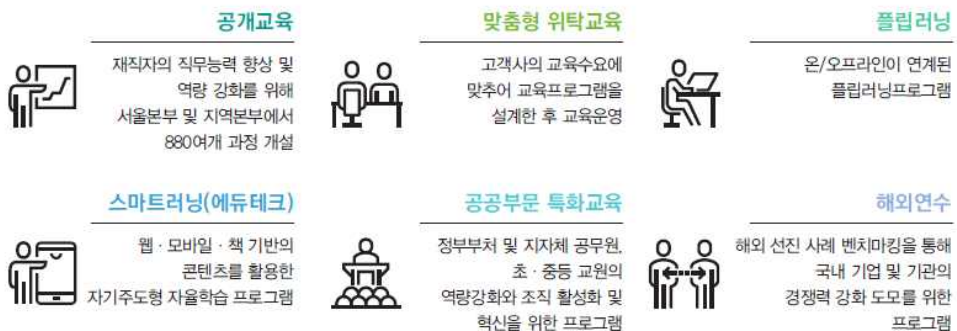 공개교육
재직자의 직무능력 향상 및
역량 강화를 위해
서울본부 및 지역본부에서
880여개 과정 개설
맞춤형 위탁교육
고객사의 교육수요에
맞추어 교육프로그램을
설계한 후 교육운영
플립러닝
온/오프라인이 연계된
플립러닝프로그램
스마트러닝(에듀테크)
웹 · 모바일 · 책 기반의
콘텐츠를 활용한
자기주도형 자율학습 프로그램
공공부문 특화교육
정부부처 및 지자체 공무원,
초 · 중등 교원의
역량강화와 조직 활성화 및
혁신을 위한 프로그램
해외연수
해외 선진 사례 벤치마킹을 통해
국내 기업 및 기관의
경쟁력 강화 도모를 위한
프로그램